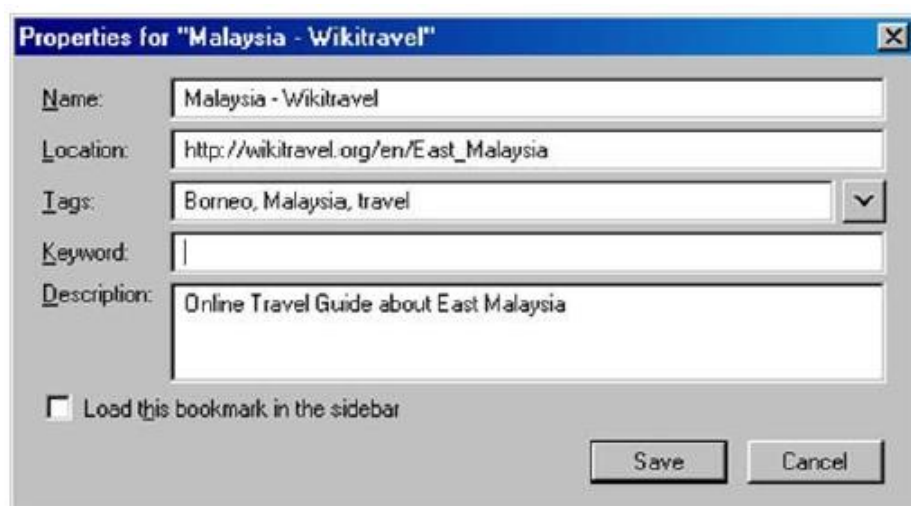 Properties for "Malaysia - Wikitravel"
Name: Malaysia - Wikitravel
Location: http://wikitravel.org/en/East_Malaysia
Tags: Borneo, Malaysia, travel
Keyword:
Description: Online Travel Guide about East Malaysia
Load this bookmark in the sidebar
Save Cancel